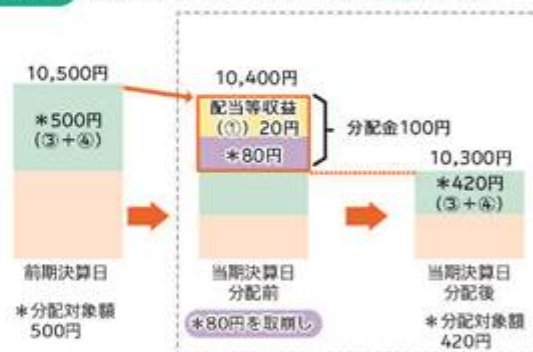 10,500円
*500円
(③+④)
前期決算日
*分配対象額
500円
10,400円
配当等収益
(①) 20円
*80円
分配金100円
当期決算日
分配前
*80円を取崩し
10,300円
*420円
(③+④)
当期決算日
分配後
*分配対象額
420円